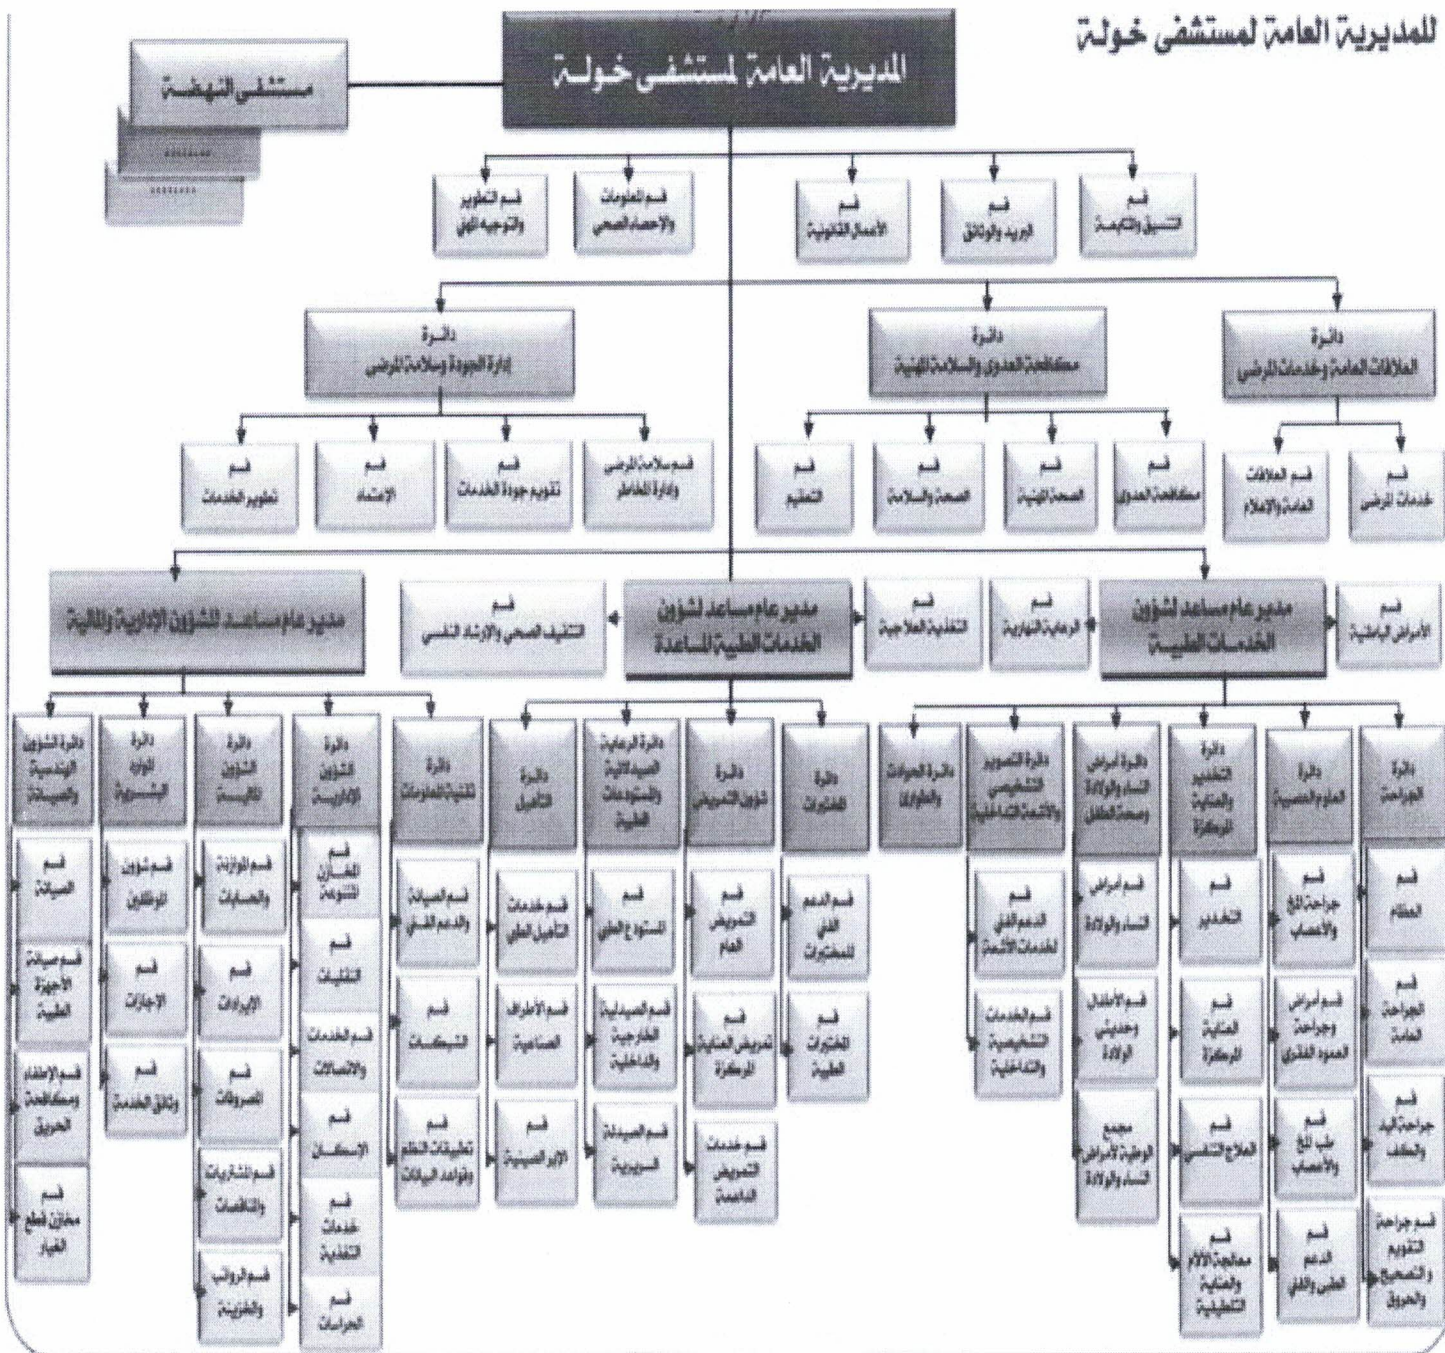 للمديرية العامة لمستشفى خولة
المديرية العامة لمستشفى خولة
مستشفى النهضة
قسم
التنسيق والمتابعة
قسم
البريد والوثائق
قسم
الأعمال القانونية
قسم المعلومات
والإحصاء الصحي
قسم التطوير
والتوجيه المهني
دائرة
العلاقات العامة وخدمات المرضى
دائرة
مكافحة العدوى والسلامة المهنية
دائرة
إدارة الجودة وسلامة المرضى
قسم
خدمات المرضى
قسم العلاقات
العامة والإعلام
قسم
مكافحة العدوى
قسم
الصحة المهنية
قسم
الصحة والسلامة
قسم
التعقيم
قسم سلامة المرضى
وإدارة المخاطر
قسم
تقويم جودة الخدمات
قسم
الإعتماد
قسم
تطوير الخدمات
قسم
الأمراض الباطنية
مدير عام مساعد لشؤون
الخدمات الطبية
قسم
الرعاية النهارية
قسم
التغذية العلاجية
مدير عام مساعد لشؤون
الخدمات الطبية المساعدة
قسم
التثقيف الصحي والإرشاد النفسي
مدير عام مساعد للشؤون الإدارية والمالية
دائرة
الجراحة
قسم
العظام
قسم
الجراحة
العامة
قسم
جراحة اليد
والكف
قسم جراحة
التقويم
والتصحيح
والحروق
دائرة
العلوم العصبية
قسم
جراحة المخ
والأعصاب
قسم أمراض
وجراحة
العمود الفقري
قسم
طب المخ
والأعصاب
قسم
الدعم
الطبي والفني
دائرة
التخدير
والعناية
المركزة
قسم
التخدير
قسم
العناية
المركزة
قسم
العلاج التنفسي
قسم
معالجة الآلام
والعناية
التلطيفية
دائرة أمراض
النساء والولادة
وصحة الطفل
قسم أمراض
النساء والولادة
قسم الأطفال
وحديثي
الولادة
مجمع
الوطية لأمراض
النساء والولادة
دائرة التصوير
التشخيصي
والأشعة التداخلية
قسم
الدعم الفني
لخدمات الأشعة
قسم الخدمات
التشخيصية
والتداخلية
دائرة الحوادث
والطوارئ
دائرة
المختبرات
قسم الدعم
الفني
للمختبرات
قسم
المختبرات
الطبية
دائرة
شؤون التمريض
قسم
التمريض
العام
قسم
تمريض العناية
المركزة
قسم خدمات
التمريض
الداعمة
دائرة الرعاية
الصيدلانية
والمستودعات
الطبية
قسم
المستودع الطبي
قسم الصيدلية
الخارجية
والداخلية
قسم الصيدلة
السريرية
دائرة
التأهيل
قسم خدمات
التأهيل الطبي
قسم الأطراف
الصناعية
قسم
الإبر الصينية
دائرة
تقنية المعلومات
قسم الصيانة
والدعم الفني
قسم
الشبكات
قسم
تطبيقات النظم
وقواعد البيانات
دائرة
الشؤون
الإدارية
قسم
المخازن
المتنوعة
قسم
النقليات
قسم الخدمات
والاتصالات
قسم
الإسكان
قسم
خدمات
التغذية
قسم
الحراسات
دائرة
الشؤون
المالية
قسم الموازنة
والحسابات
قسم
الإيرادات
قسم
المصروفات
قسم المشتريات
والمناقصات
قسم الرواتب
والخزينة
دائرة
الموارد
البشرية
قسم شؤون
الموظفين
قسم
الإجازات
قسم
وثائق الخدمة
دائرة الشؤون
الهندسية
والصيانة
قسم
الصيانة
قسم صيانة
الأجهزة
الطبية
قسم الإطفاء
ومكافحة
الحريق
قسم
مخازن قطع
الغيار